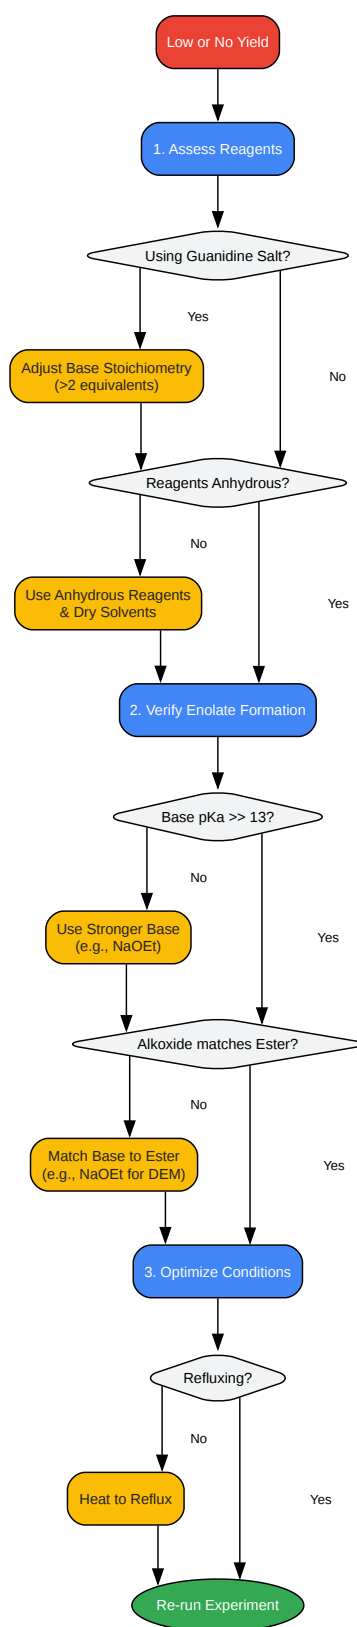 Low or No Yield
1. Assess Reagents
Using Guanidine Salt?
Yes
No
Adjust Base Stoichiometry
(>2 equivalents)
Reagents Anhydrous?
No
Yes
Use Anhydrous Reagents
& Dry Solvents
2. Verify Enolate Formation
Base pKa >> 13?
No
Yes
Use Stronger Base
(e.g., NaOEt)
Alkoxide matches Ester?
No
Yes
Match Base to Ester
(e.g., NaOEt for DEM)
3. Optimize Conditions
Refluxing?
No
Yes
Heat to Reflux
Re-run Experiment